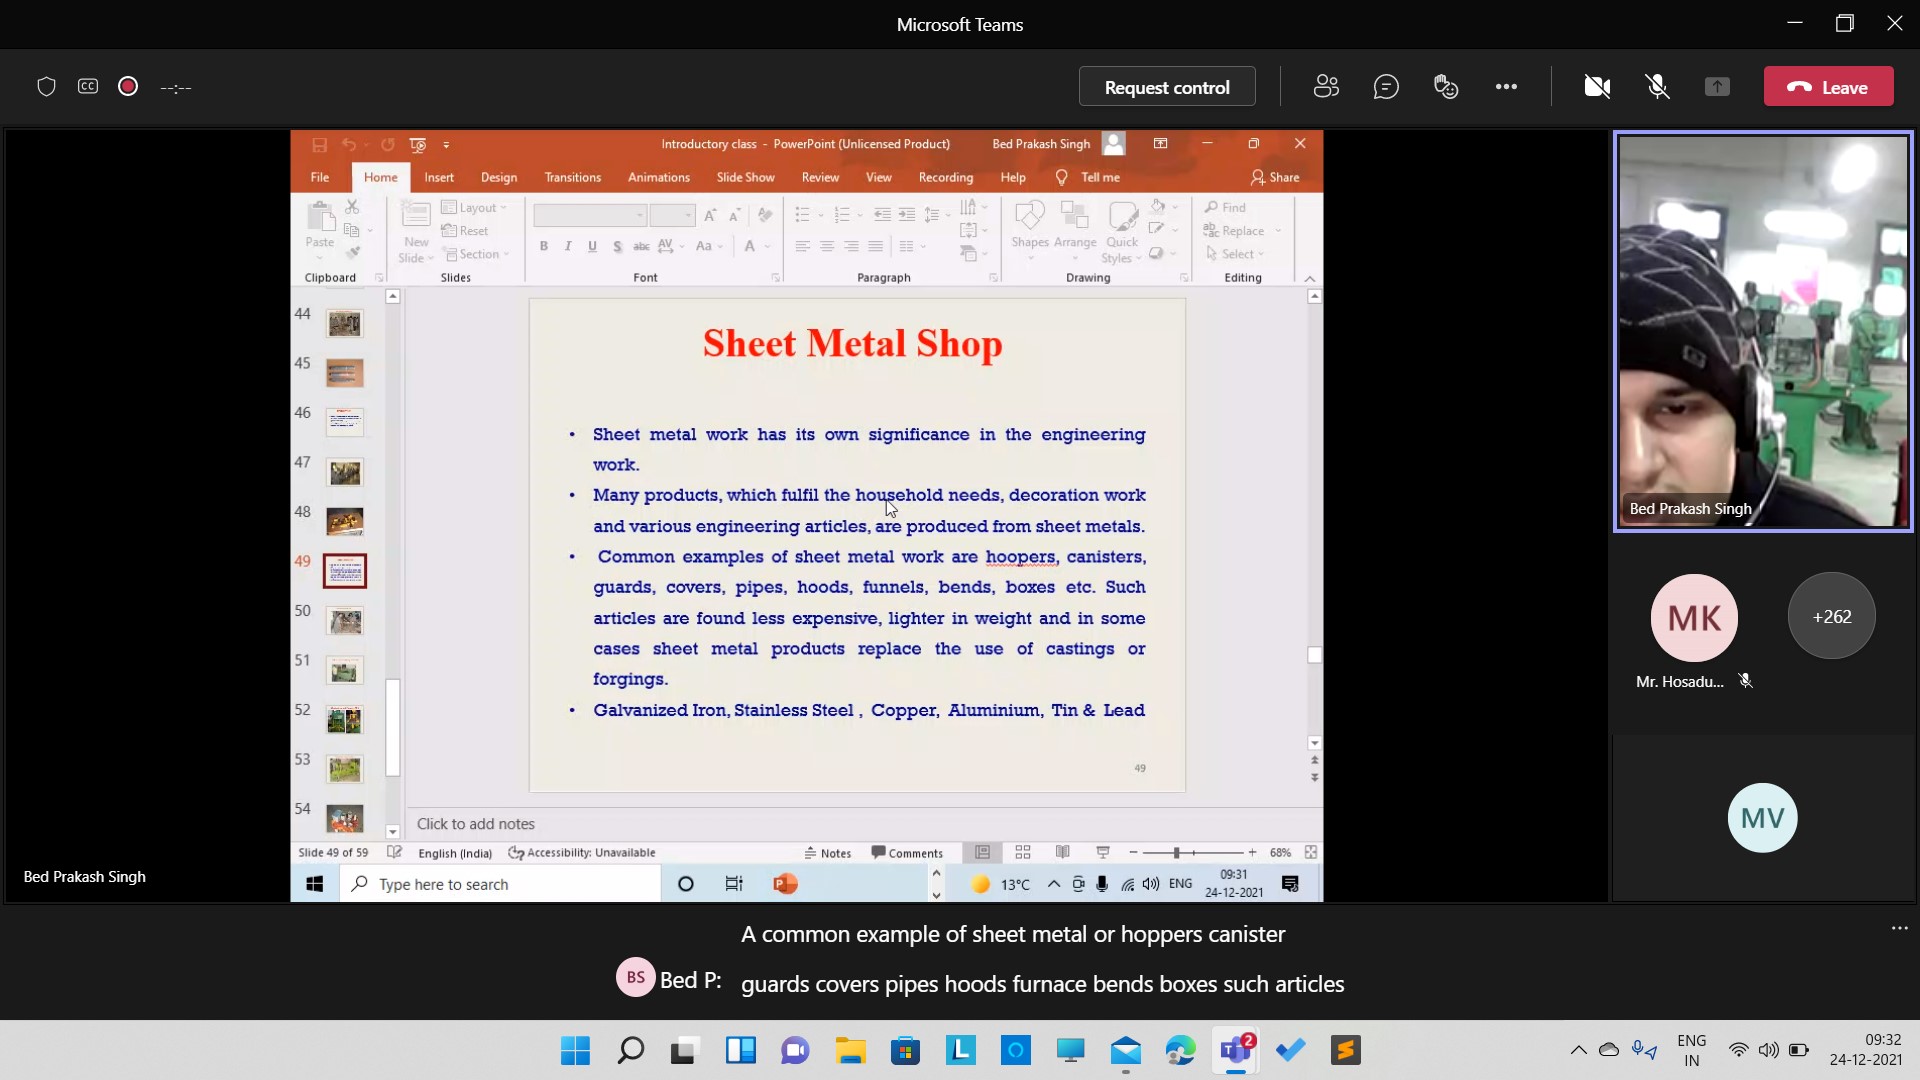 Microsoft Teams
CC
--:--
Request control
Leave
Introductory class - PowerPoint (Unlicensed Product)
Bed Prakash Singh
File Home Insert Design Transitions Animations Slide Show Review View Recording Help Tell me Share
Paste
New Slide
Layout
Reset
Section
B I U S abc AV Aa A
Shapes Arrange Quick Styles
Find
Replace
Select
Clipboard Slides Font Paragraph Drawing Editing
44
45
46
47
48
49
50
51
52
53
54
Sheet Metal Shop
• Sheet metal work has its own significance in the engineering
work.
• Many products, which fulfil the household needs, decoration work
and various engineering articles, are produced from sheet metals.
• Common examples of sheet metal work are hoopers, canisters,
guards, covers, pipes, hoods, funnels, bends, boxes etc. Such
articles are found less expensive, lighter in weight and in some
cases sheet metal products replace the use of castings or
forgings.
• Galvanized Iron, Stainless Steel , Copper, Aluminium, Tin & Lead
49
Click to add notes
Slide 49 of 59 English (India) Accessibility: Unavailable Notes Comments 68%
Type here to search
13°C ENG
09:31
24-12-2021
Bed Prakash Singh
Bed Prakash Singh
MK
Mr. Hosadu...
+262
MV
A common example of sheet metal or hoppers canister
BS Bed P: guards covers pipes hoods furnace bends boxes such articles
2
ENG
IN
09:32
24-12-2021